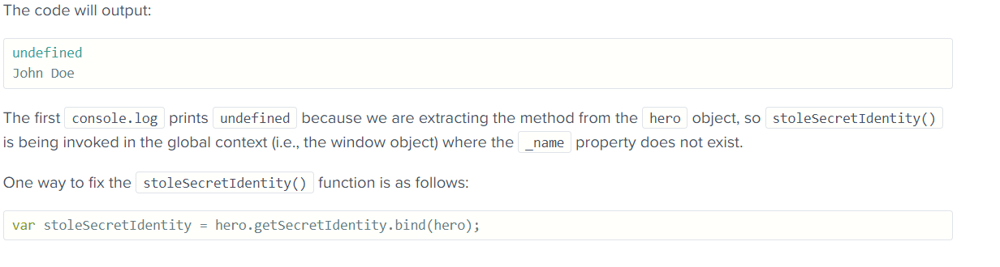 The code will output:
undefined
John Doe
The first console.log prints undefined because we are extracting the method from the hero object, so stoleSecretIdentity()
is being invoked in the global context (i.e., the window object) where the _name property does not exist.
One way to fix the stoleSecretIdentity() function is as follows:
var stoleSecretIdentity = hero.getSecretIdentity.bind(hero);